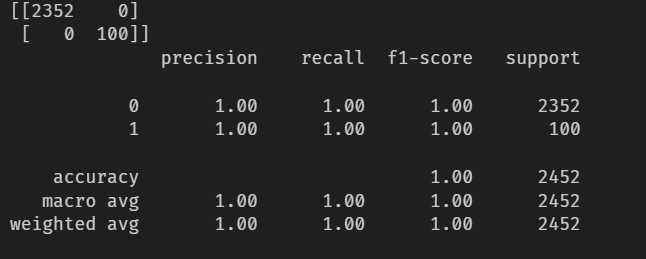 [[2352    0]
 [   0  100]]
              precision    recall  f1-score   support

           0       1.00      1.00      1.00      2352
           1       1.00      1.00      1.00       100

    accuracy                           1.00      2452
   macro avg       1.00      1.00      1.00      2452
weighted avg       1.00      1.00      1.00      2452